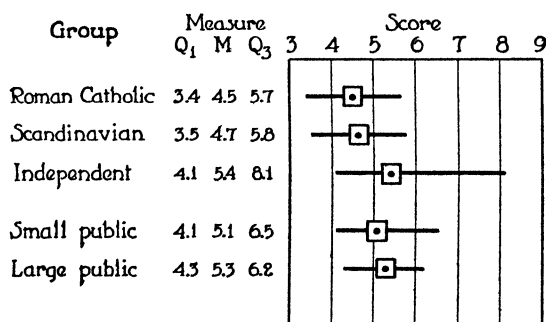 Group Measure Score
Q1 M Q3 3 4 5 6 7 8 9
Roman Catholic 3.4 4.5 5.7
Scandinavian 3.5 4.7 5.8
Independent 4.1 5.4 8.1
Small public 4.1 5.1 6.5
Large public 4.3 5.3 6.2